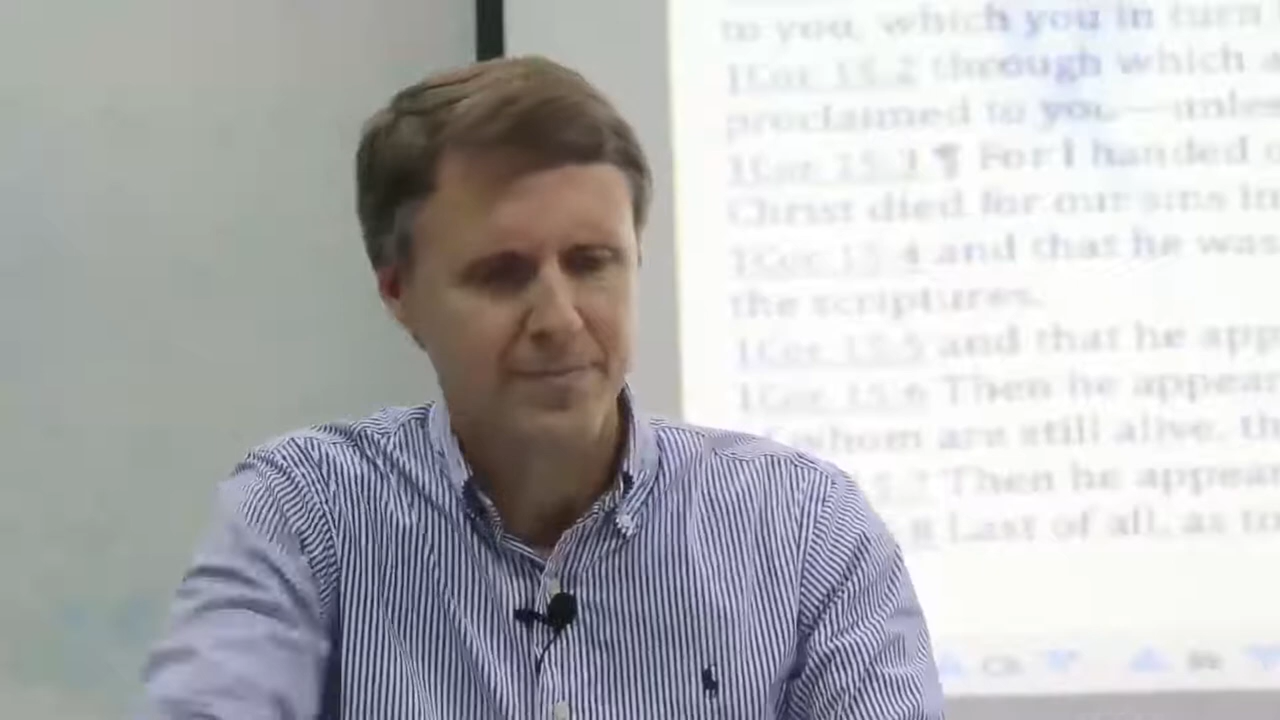 to you, which you in turn
1Cor. 15:2 through which a
proclaimed to you—unles
1Cor. 15:3 ¶ For I handed o
Christ died for our sins in
1Cor. 15:4 and that he was
the scriptures.
1Cor. 15:5 and that he app
1Cor. 15:6 Then he appear
whom are still alive, th
Then he appear
Last of all, as to